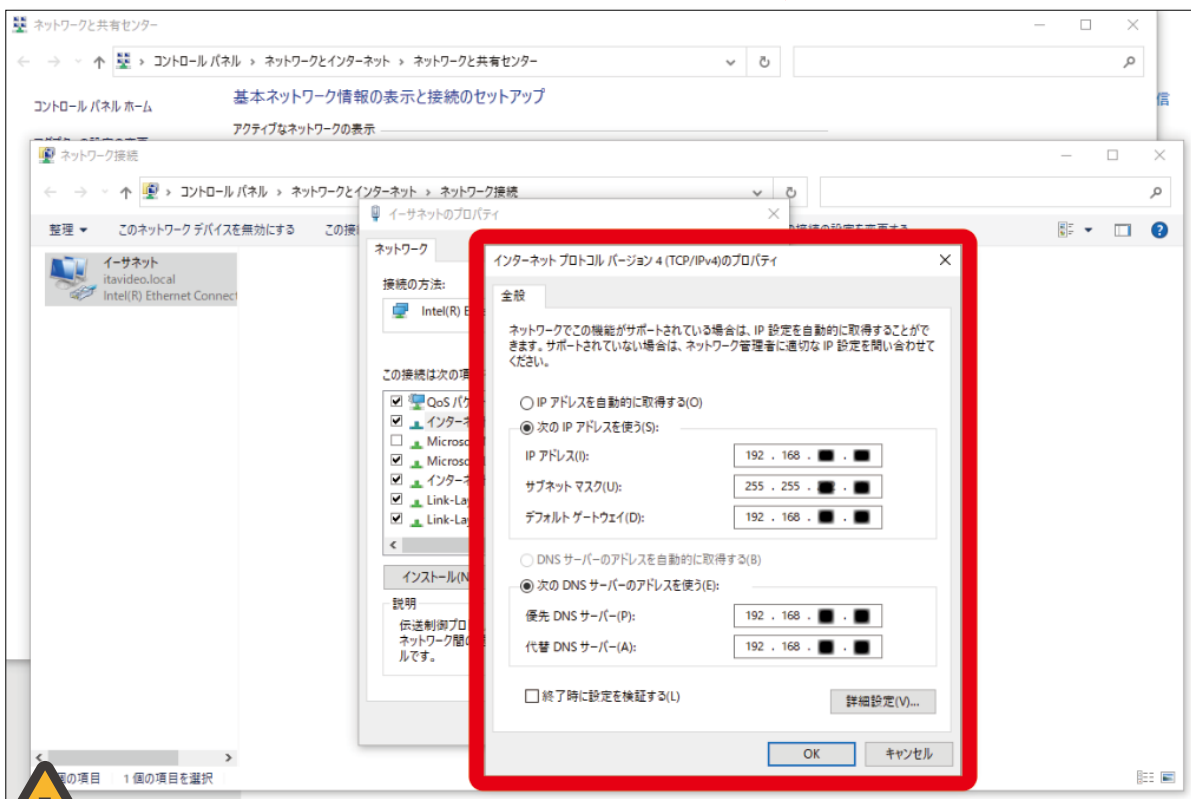 ネットワークと共有センター
コントロール パネル › ネットワークとインターネット › ネットワークと共有センター
コントロール パネル ホーム
基本ネットワーク情報の表示と接続のセットアップ
アクティブなネットワークの表示
ネットワーク接続
コントロール パネル › ネットワークとインターネット › ネットワーク接続
整理
このネットワーク デバイスを無効にする
イーサネット
itavideo.local
Intel(R) Ethernet Connect
イーサネットのプロパティ
ネットワーク
接続の方法:
Intel(R) E
この接続は次の項
QoS パケ
インターネ
Microso
Microso
インターネ
Link-La
Link-La
インストール(N
説明
伝送制御プロ
ネットワーク間の
ルです。
インターネット プロトコル バージョン 4 (TCP/IPv4)のプロパティ
全般
ネットワークでこの機能がサポートされている場合は、IP 設定を自動的に取得することがで
きます。サポートされていない場合は、ネットワーク管理者に適切な IP 設定を問い合わせて
ください。
IP アドレスを自動的に取得する(O)
次の IP アドレスを使う(S):
IP アドレス(I): 192 . 168 . .
サブネット マスク(U): 255 . 255 . .
デフォルト ゲートウェイ(D): 192 . 168 . .
DNS サーバーのアドレスを自動的に取得する(B)
次の DNS サーバーのアドレスを使う(E):
優先 DNS サーバー(P): 192 . 168 . .
代替 DNS サーバー(A): 192 . 168 . .
終了時に設定を検証する(L)
詳細設定(V)...
OK
キャンセル
個の項目
1 個の項目を選択